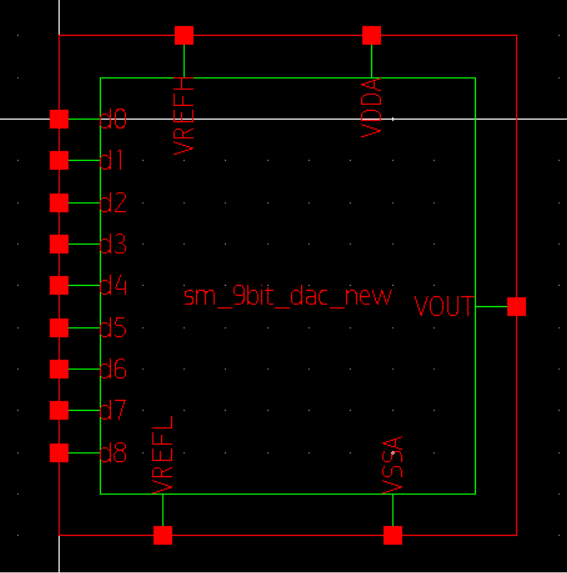 VREFH
VDDA
d0
d1
d2
d3
d4
d5
d6
d7
d8
sm_9bit_dac_new
VOUT
VREFL
VSSA